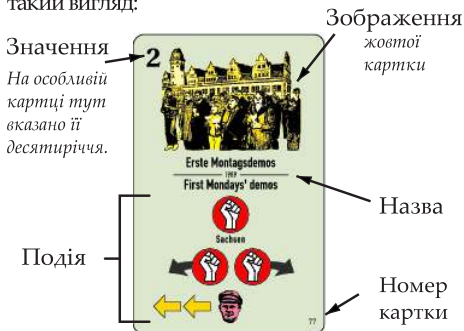 такий вигляд:
Зображення
жовтої
картки
Значення
На особливій
картці тут
вказано її
десятиріччя.
2
Erste Montagsdemos
1989
First Mondays' demos
Назва
Sachsen
Подія
Номер
картки
??